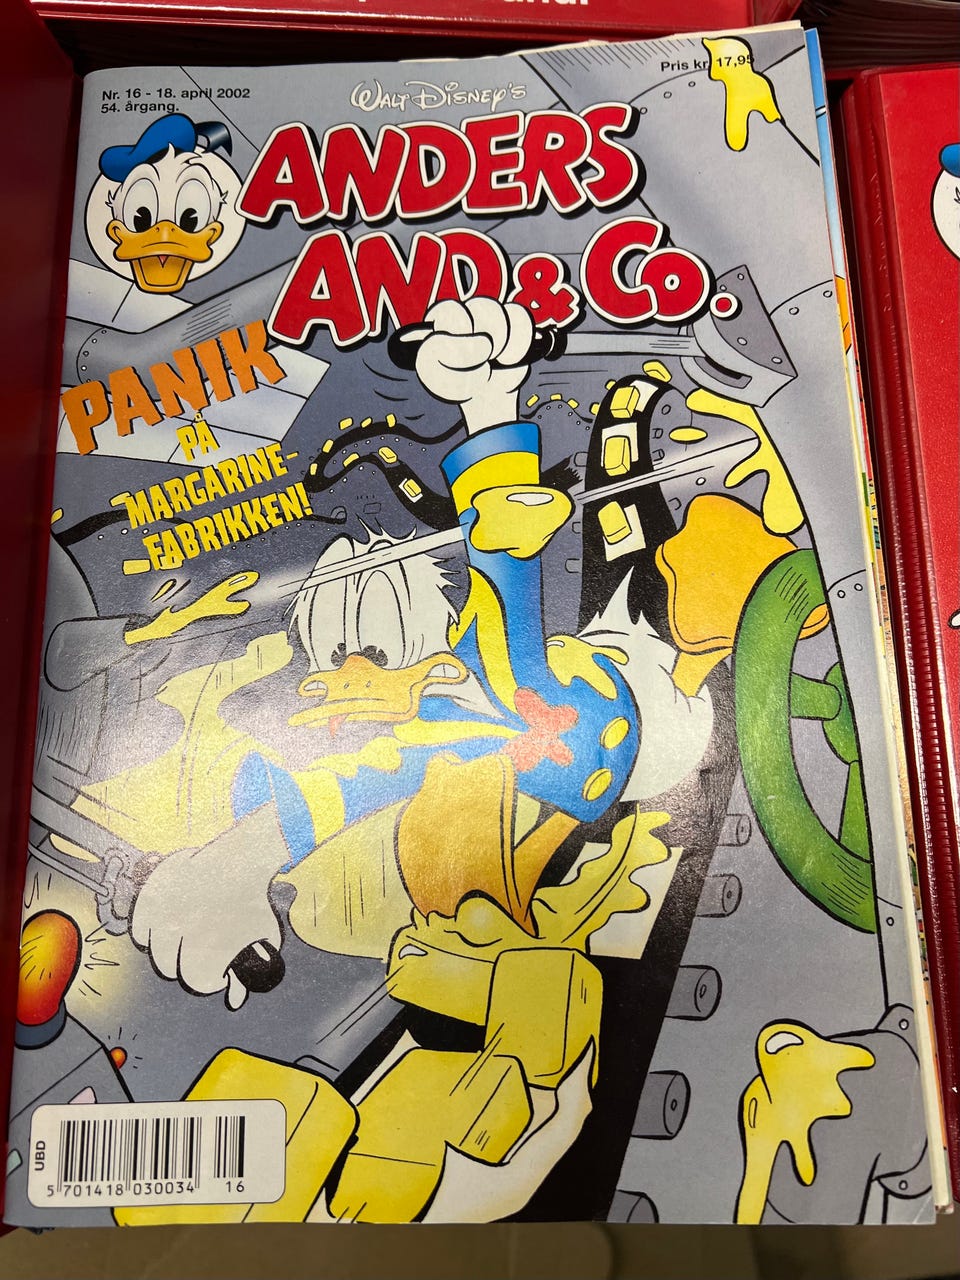 Nr. 16 - 18. april 2002
54. årgang.
Pris kr. 17,95
WALT DISNEY'S
ANDERS
AND & CO.
PANIK
PÅ
MARGARINE-
FABRIKKEN!
UBD
5 701418 030034 16